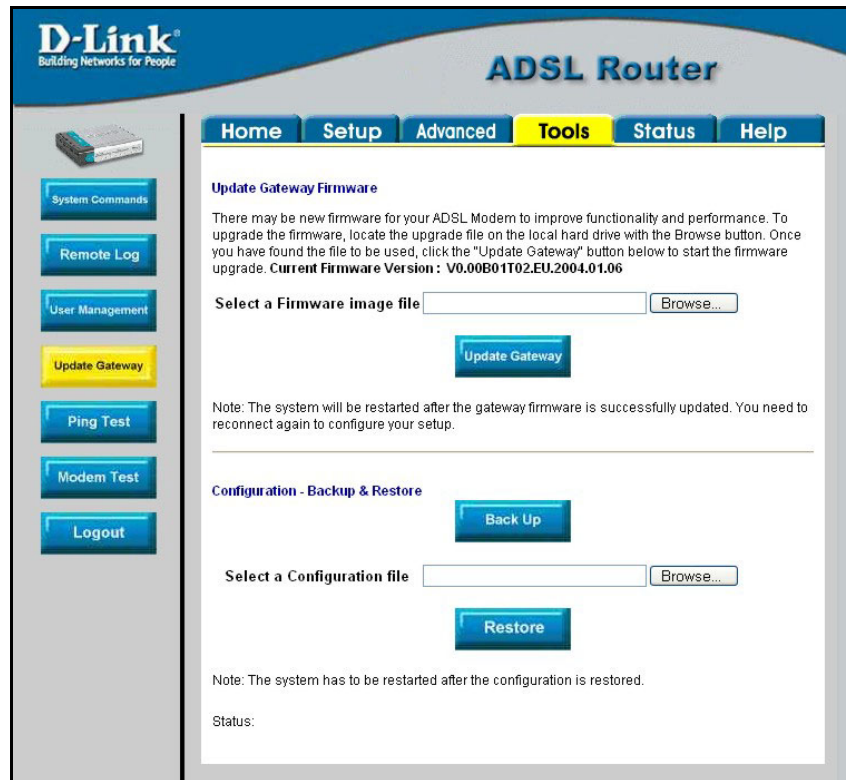 D-Link®
Building Networks for People
ADSL Router
Home Setup Advanced Tools Status Help
System Commands
Remote Log
User Management
Update Gateway
Ping Test
Modem Test
Logout
Update Gateway Firmware
There may be new firmware for your ADSL Modem to improve functionality and performance. To
upgrade the firmware, locate the upgrade file on the local hard drive with the Browse button. Once
you have found the file to be used, click the "Update Gateway" button below to start the firmware
upgrade. Current Firmware Version : V0.00B01T02.EU.2004.01.06
Select a Firmware image file Browse...
Update Gateway
Note: The system will be restarted after the gateway firmware is successfully updated. You need to
reconnect again to configure your setup.
Configuration - Backup & Restore
Back Up
Select a Configuration file Browse...
Restore
Note: The system has to be restarted after the configuration is restored.
Status: